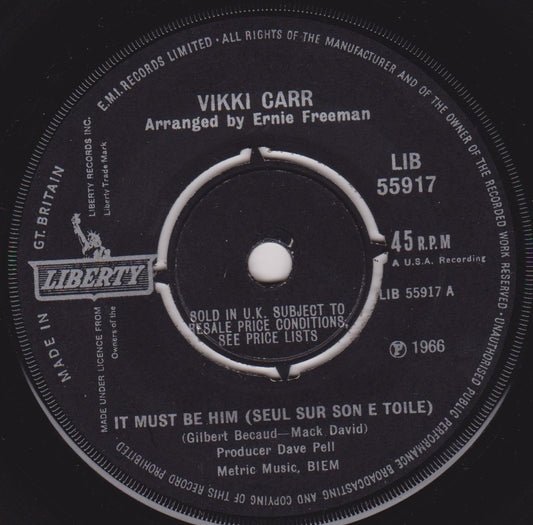 E.M.I. RECORDS LIMITED · ALL RIGHTS OF THE MANUFACTURER AND OF THE OWNER OF THE RECORDED WORK RESERVED · UNAUTHORISED PUBLIC PERFORMANCE BROADCASTING AND COPYING OF THIS RECORD PROHIBITED
MADE IN GT. BRITAIN
VIKKI CARR
Arranged by Ernie Freeman
LIB
55917
LIBERTY RECORDS INC.
Liberty Trade Mark
LIBERTY
MADE UNDER LICENCE FROM
Owners of the
45 R.P.M
A U.S.A. Recording
LIB 55917 A
SOLD IN U.K. SUBJECT TO
RESALE PRICE CONDITIONS,
SEE PRICE LISTS
℗ 1966
IT MUST BE HIM (SEUL SUR SON E TOILE)
(Gilbert Becaud—Mack David)
Producer Dave Pell
Metric Music, BIEM